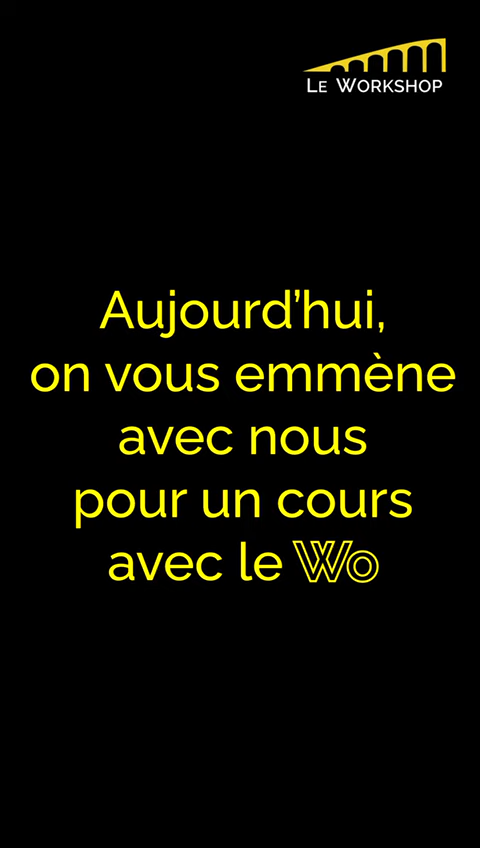 LE WORKSHOP
Aujourd’hui,
on vous emmène
avec nous
pour un cours
avec le Wo